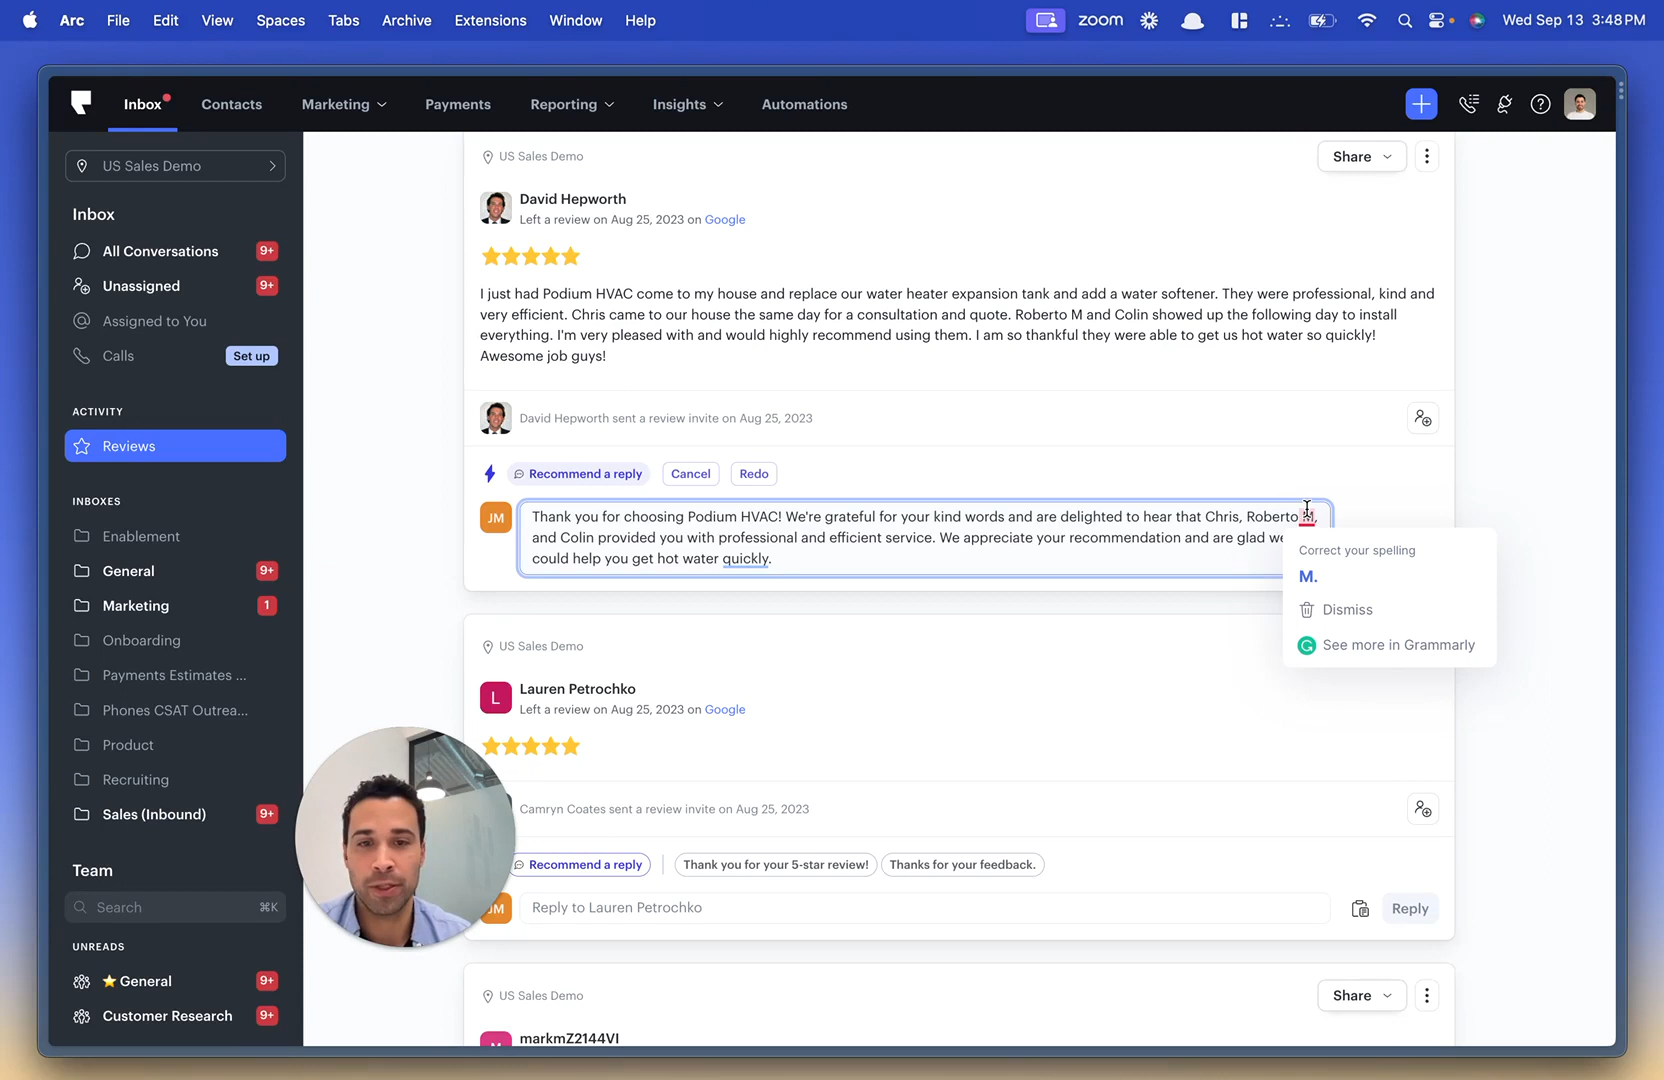 Arc File Edit View Spaces Tabs Archive Extensions Window Help
zoom Wed Sep 13 3:48 PM
Inbox Contacts Marketing Payments Reporting Insights Automations
US Sales Demo
Inbox
All Conversations 9+
Unassigned 9+
Assigned to You
Calls Set up
ACTIVITY
Reviews
INBOXES
Enablement
General 9+
Marketing 1
Onboarding
Payments Estimates ...
Phones CSAT Outrea...
Product
Recruiting
Sales (Inbound) 9+
Team
Search ⌘K
UNREADS
⭐ General 9+
Customer Research 9+
US Sales Demo
Share
David Hepworth
Left a review on Aug 25, 2023 on Google
I just had Podium HVAC come to my house and replace our water heater expansion tank and add a water softener. They were professional, kind and
very efficient. Chris came to our house the same day for a consultation and quote. Roberto M and Colin showed up the following day to install
everything. I'm very pleased with and would highly recommend using them. I am so thankful they were able to get us hot water so quickly!
Awesome job guys!
David Hepworth sent a review invite on Aug 25, 2023
Recommend a reply Cancel Redo
JM
Thank you for choosing Podium HVAC! We're grateful for your kind words and are delighted to hear that Chris, Roberto M,
and Colin provided you with professional and efficient service. We appreciate your recommendation and are glad we
could help you get hot water quickly.
Correct your spelling
M.
Dismiss
See more in Grammarly
US Sales Demo
L
Lauren Petrochko
Left a review on Aug 25, 2023 on Google
Camryn Coates sent a review invite on Aug 25, 2023
Recommend a reply Thank you for your 5-star review! Thanks for your feedback.
JM
Reply to Lauren Petrochko
Reply
US Sales Demo
Share
markmZ2144VI